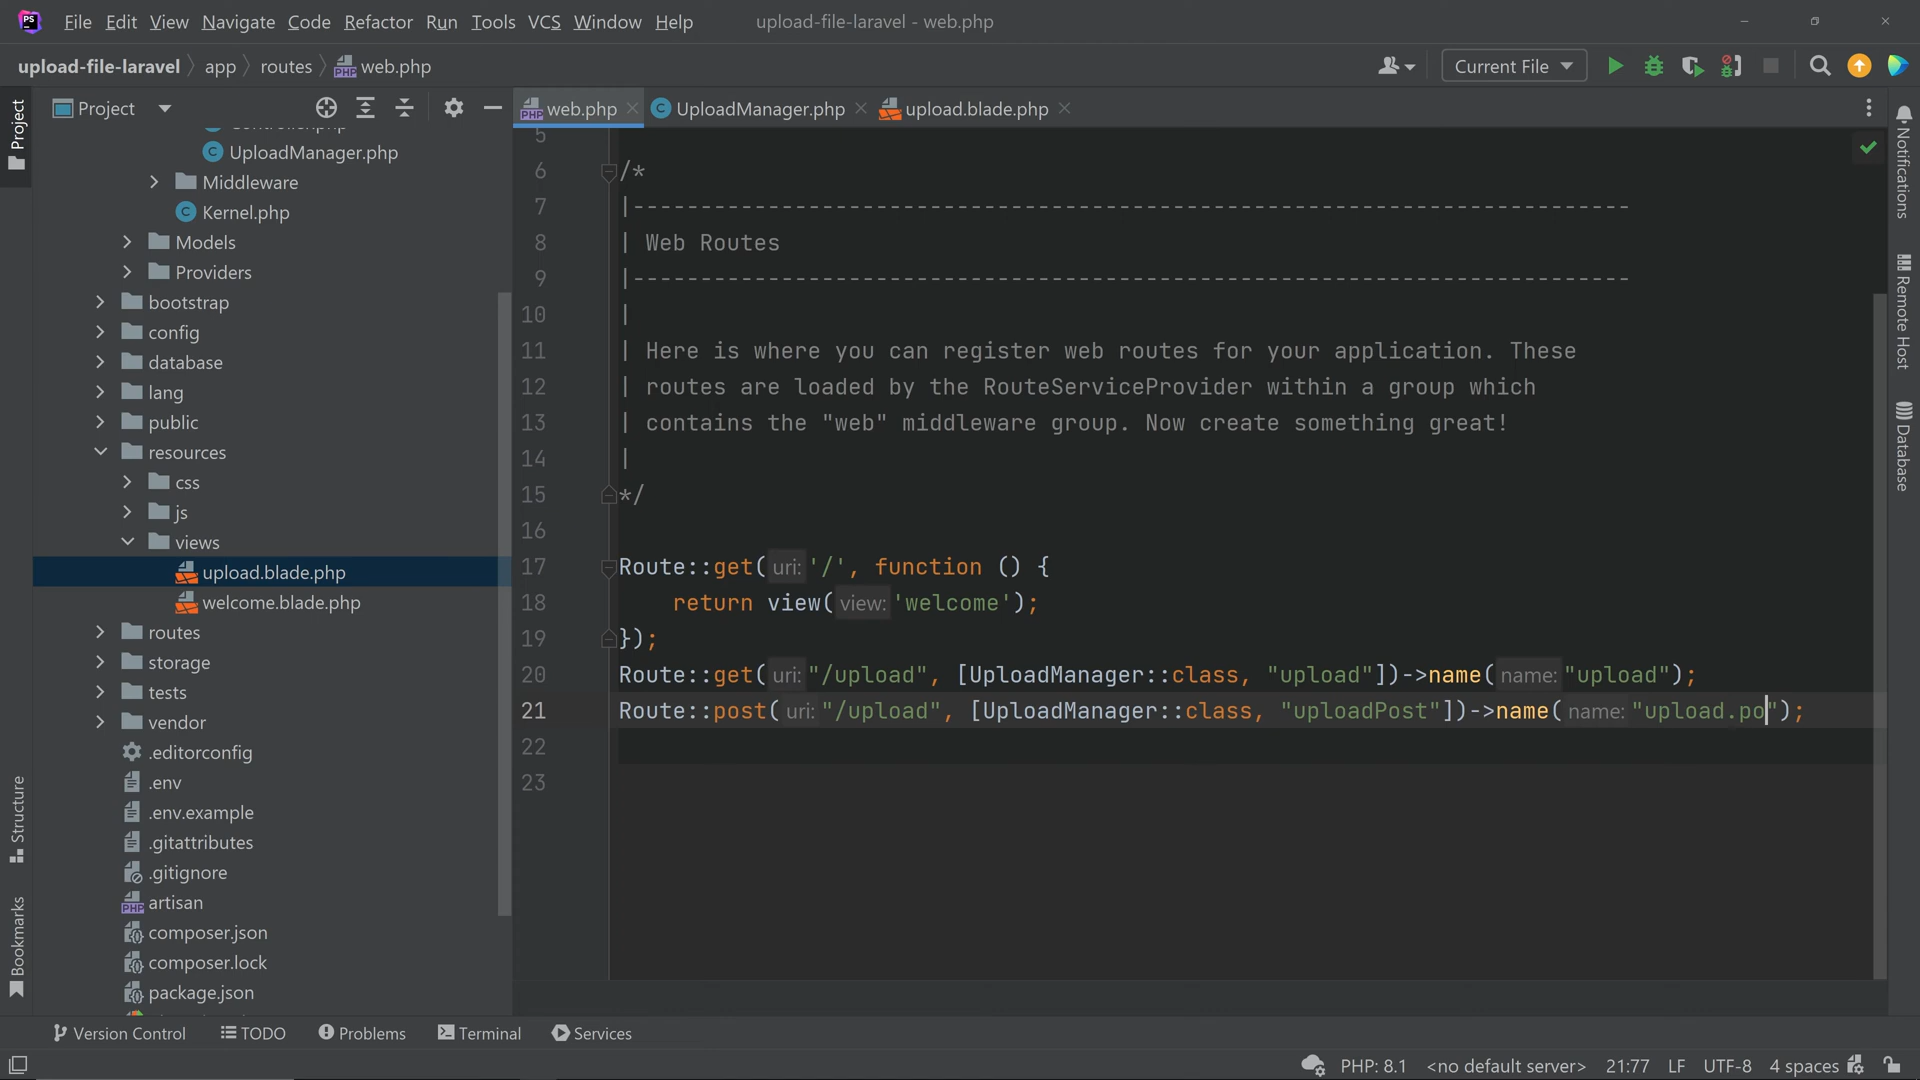 File Edit View Navigate Code Refactor Run Tools VCS Window Help
upload-file-laravel - web.php
upload-file-laravel app routes web.php
Current File
Project
web.php
UploadManager.php
upload.blade.php
Project
UploadManager.php
Middleware
Kernel.php
Models
Providers
bootstrap
config
database
lang
public
resources
css
js
views
upload.blade.php
welcome.blade.php
routes
storage
tests
vendor
.editorconfig
.env
.env.example
.gitattributes
.gitignore
artisan
composer.json
composer.lock
package.json
5
6 /*
7 |--------------------------------------------------------------------------
8 | Web Routes
9 |--------------------------------------------------------------------------
10 |
11 | Here is where you can register web routes for your application. These
12 | routes are loaded by the RouteServiceProvider within a group which
13 | contains the "web" middleware group. Now create something great!
14 |
15 */
16
17 Route::get( uri: '/', function () {
18 return view( view: 'welcome');
19 });
20 Route::get( uri: "/upload", [UploadManager::class, "upload"])->name( name: "upload");
21 Route::post( uri: "/upload", [UploadManager::class, "uploadPost"])->name( name: "upload.po");
22
23
Notifications
Remote Host
Database
Structure
Bookmarks
Version Control
TODO
Problems
Terminal
Services
PHP: 8.1 <no default server> 21:77 LF UTF-8 4 spaces